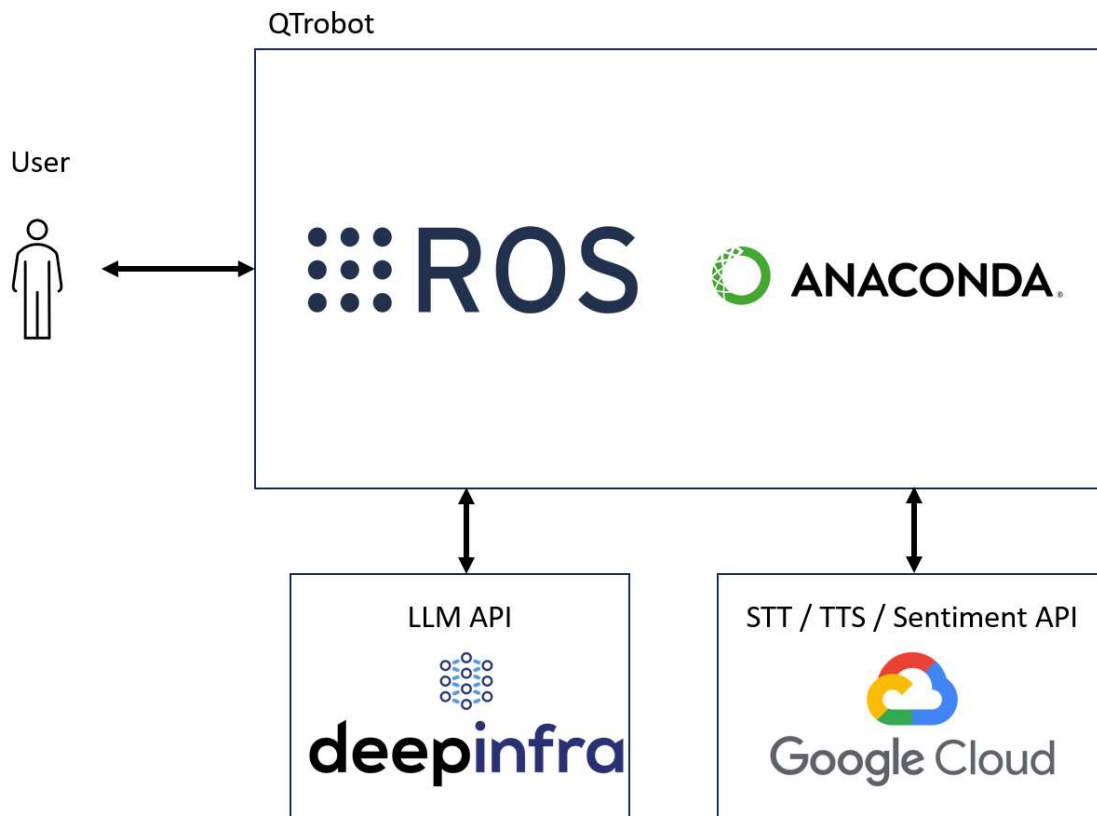 QTrobot
User
ROS
ANACONDA
LLM API
deepinfra
STT / TTS / Sentiment API
Google Cloud